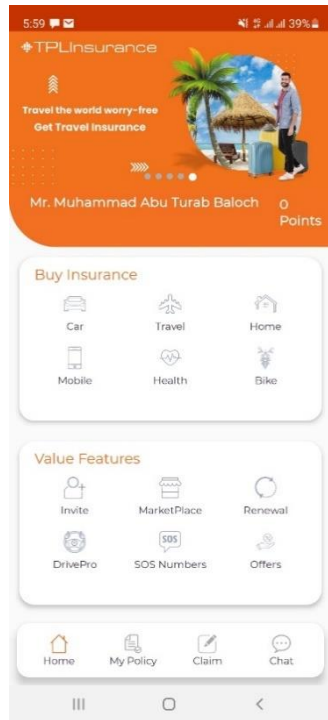 5:59
39%
TPLInsurance
Travel the world worry-free
Get Travel Insurance
Mr. Muhammad Abu Turab Baloch
0
Points
Buy Insurance
Car Travel Home
Mobile Health Bike
Value Features
Invite MarketPlace Renewal
SOS
DrivePro SOS Numbers Offers
Home My Policy Claim Chat